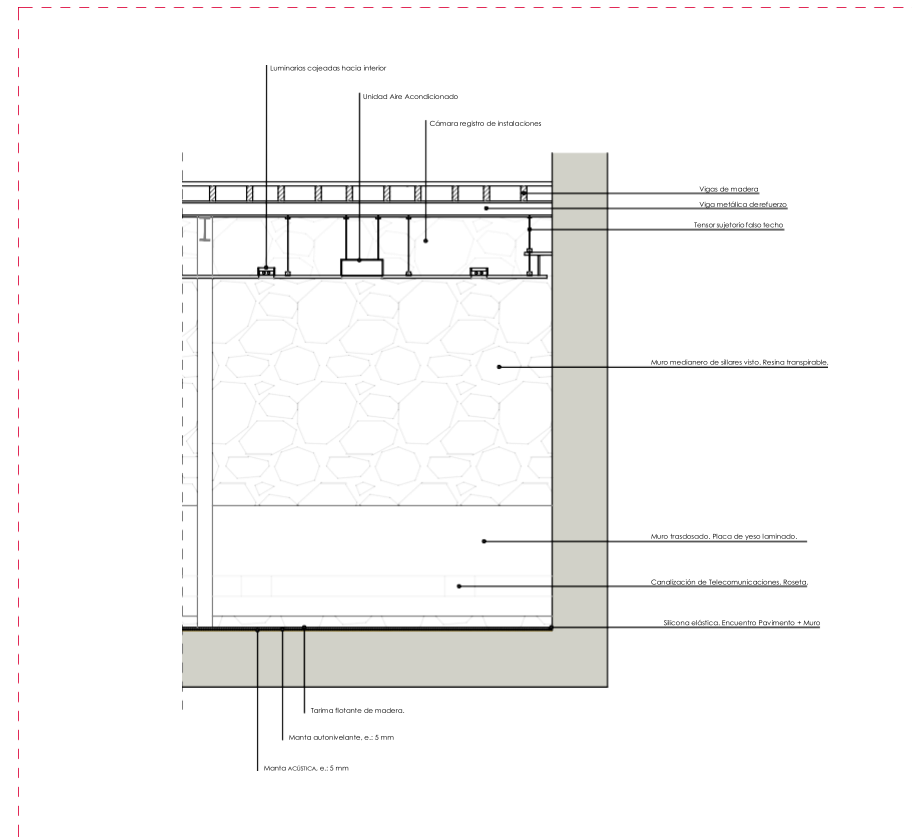 Luminarias cajeadas hacia interior
Unidad Aire Acondicionado
Cámara registro de instalaciones
Vigas de madera
Viga metálica de refuerzo
Tensor sujetorio falso techo
Muro medianero de sillares visto. Resina transpirable.
Muro trasdosado. Placa de yeso laminado.
Canalización de Telecomunicaciones. Roseta.
Silicona elástica. Encuentro Pavimento + Muro
Tarima flotante de madera.
Manta autonivelante. e.: 5 mm
Manta ACÚSTICA, e.: 5 mm